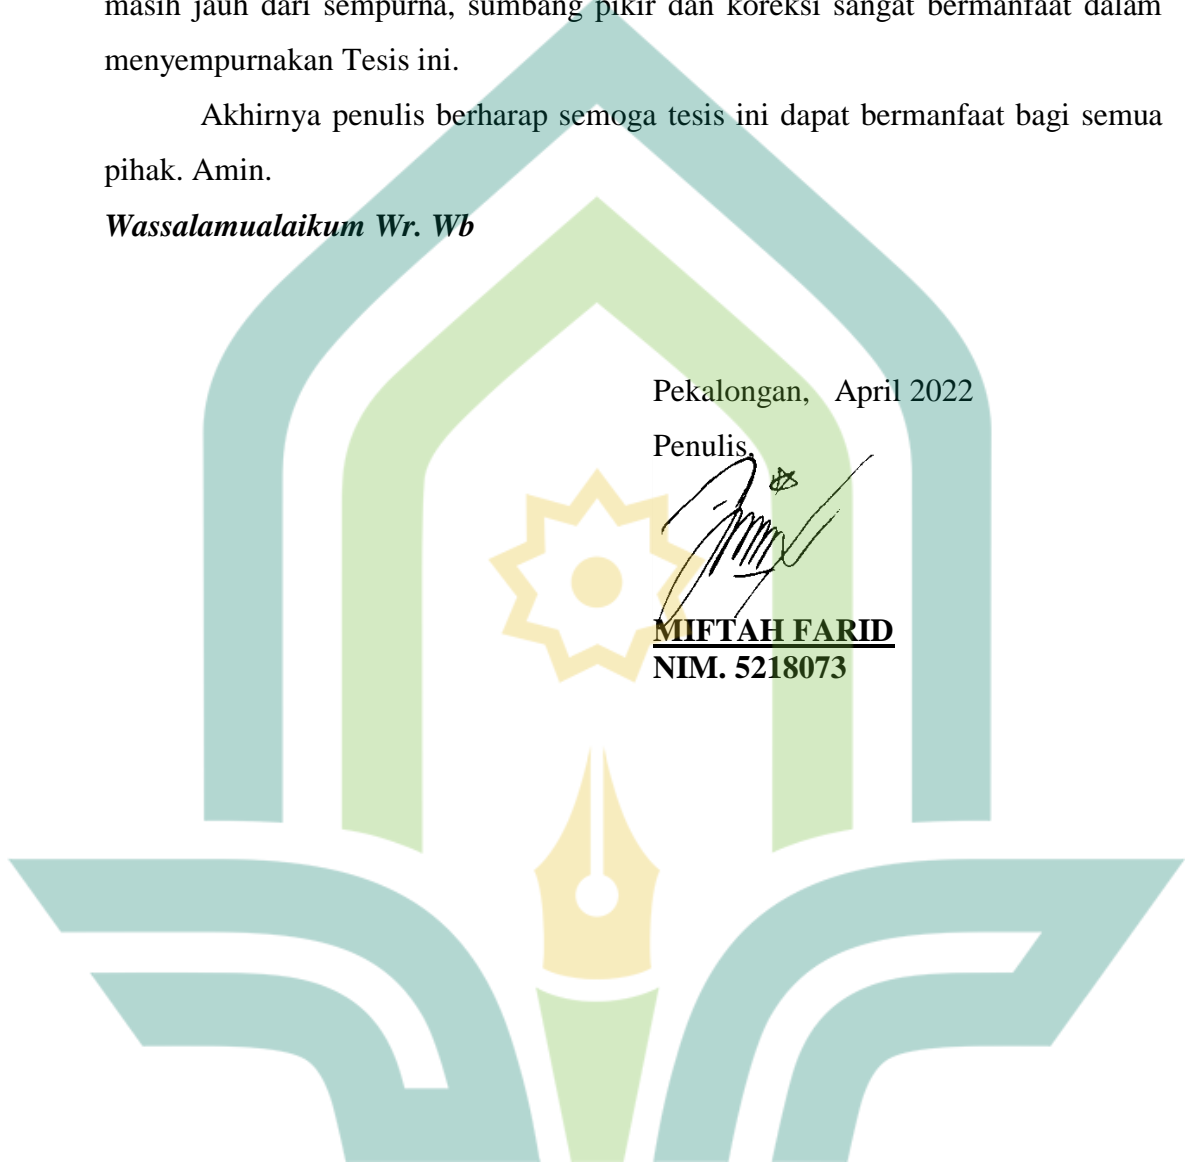 masih jauh dari sempurna, sumbang pikir dan koreksi sangat bermanfaat dalam
menyempurnakan Tesis ini.
Akhirnya penulis berharap semoga tesis ini dapat bermanfaat bagi semua
pihak. Amin.
Wassalamualaikum Wr. Wb
Pekalongan, April 2022
Penulis,
MIFTAH FARID
NIM. 5218073